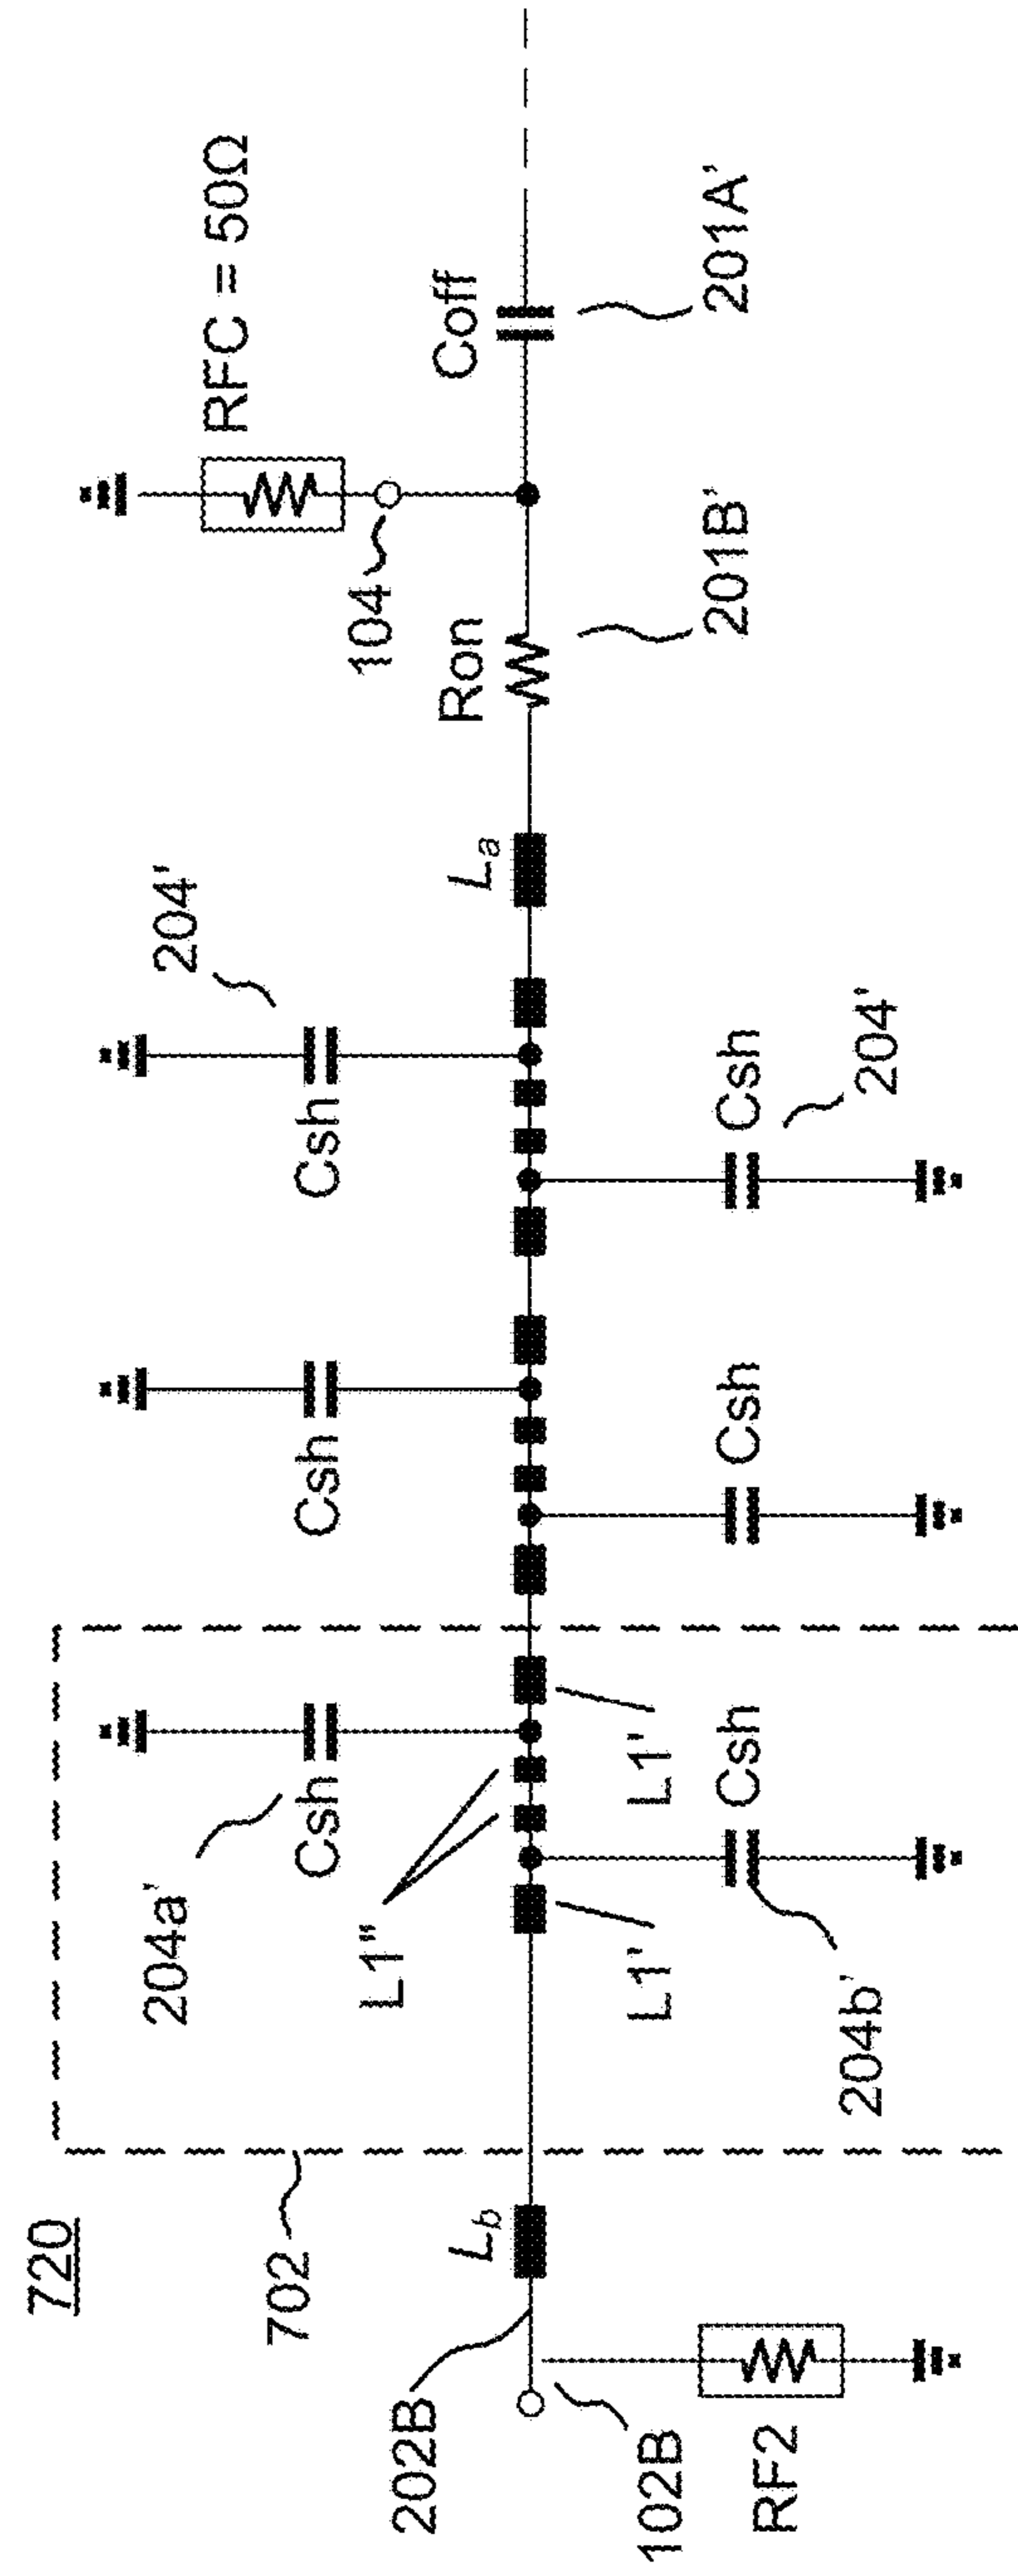 720
702
204a'
204'
RFC = 50Ω
104
Csh
Csh
Csh
L1"
202B
Lb
La
Ron
Coff
102B
L1'
L1'
201B'
201A'
RF2
Csh
Csh
Csh
204b'
204'